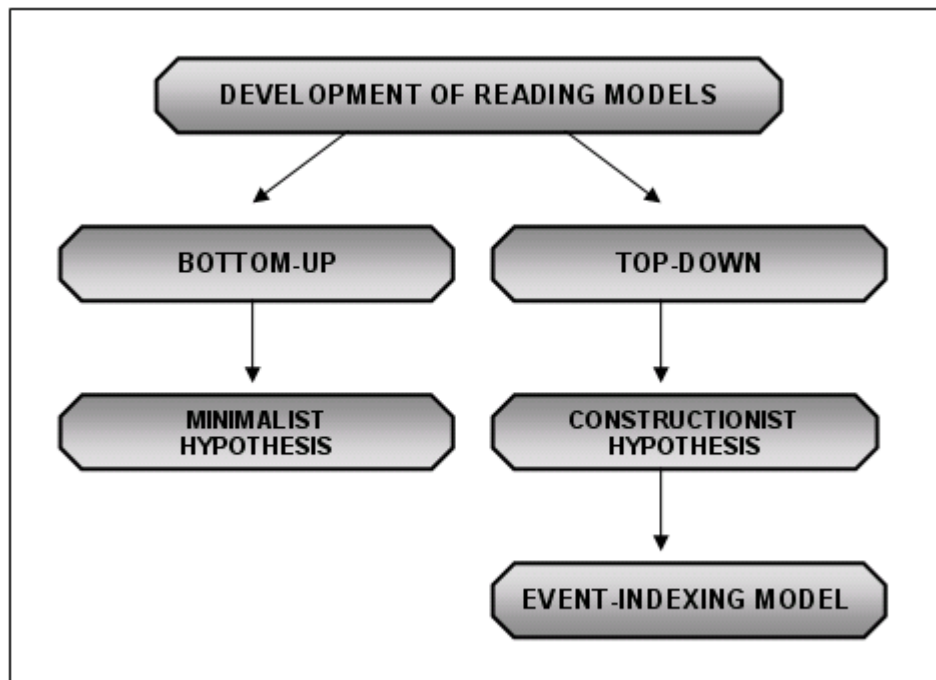 DEVELOPMENT OF READING MODELS
BOTTOM-UP
TOP-DOWN
MINIMALIST
HYPOTHESIS
CONSTRUCTIONIST
HYPOTHESIS
EVENT-INDEXING MODEL